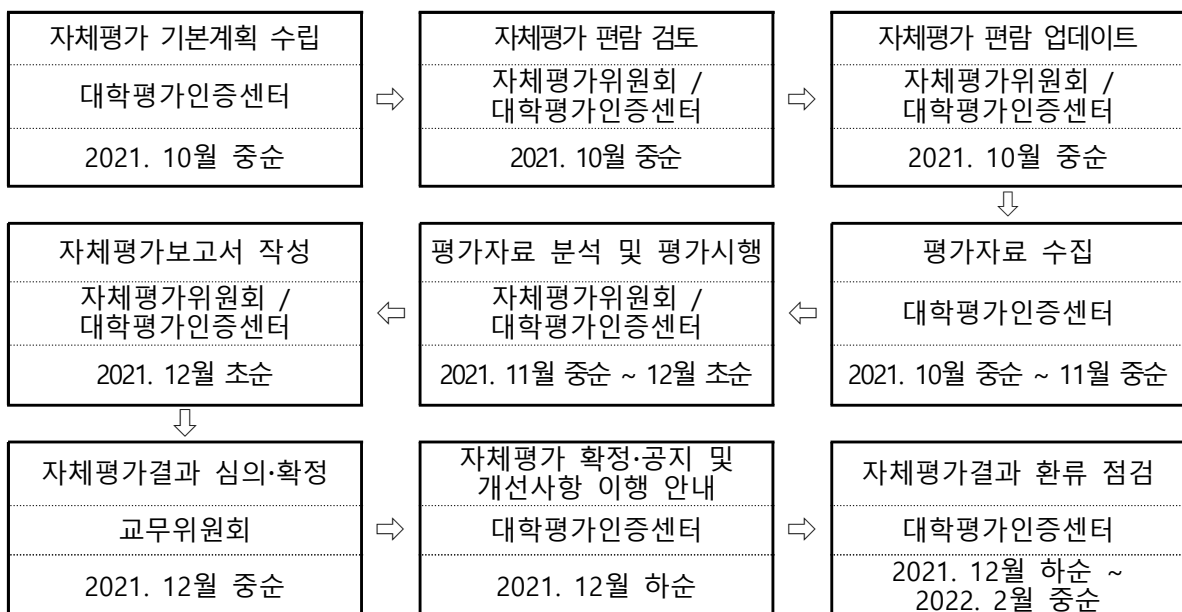 자체평가 기본계획 수립
대학평가인증센터
2021. 10월 중순
⇨
자체평가 편람 검토
자체평가위원회 /
대학평가인증센터
2021. 10월 중순
⇨
자체평가 편람 업데이트
자체평가위원회 /
대학평가인증센터
2021. 10월 중순
⇩
평가자료 수집
대학평가인증센터
2021. 10월 중순 ~ 11월 중순
⇦
평가자료 분석 및 평가시행
자체평가위원회 /
대학평가인증센터
2021. 11월 중순 ~ 12월 초순
⇦
자체평가보고서 작성
자체평가위원회 /
대학평가인증센터
2021. 12월 초순
⇩
자체평가결과 심의·확정
교무위원회
2021. 12월 중순
⇨
자체평가 확정·공지 및
개선사항 이행 안내
대학평가인증센터
2021. 12월 하순
⇨
자체평가결과 환류 점검
대학평가인증센터
2021. 12월 하순 ~
2022. 2월 중순